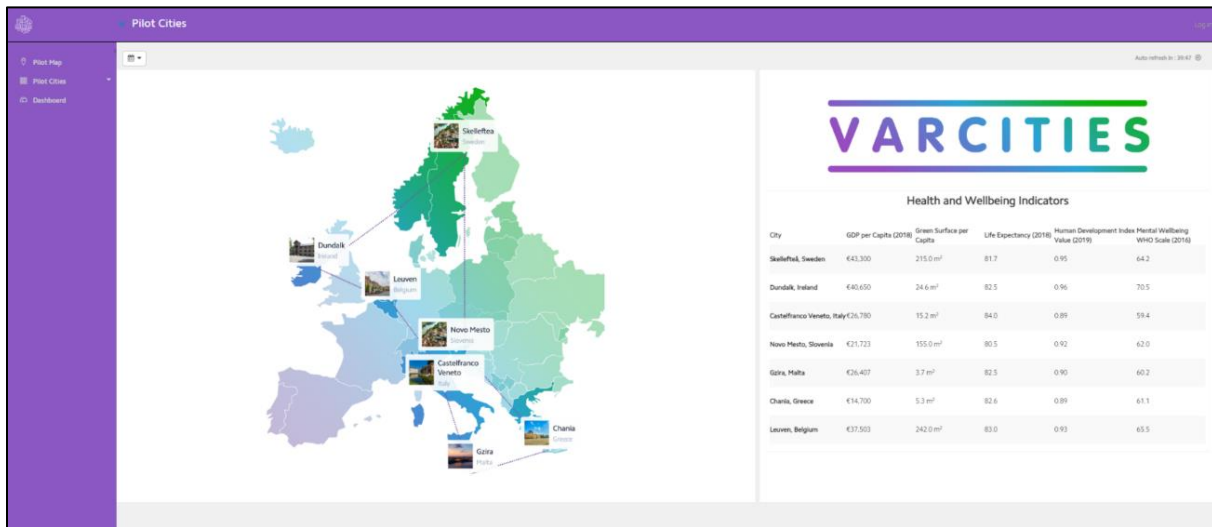 Pilot Cities
Log in
Pilot Map
Pilot Cities
Dashboard
Auto refresh in : 39:47
Skelleftea
Sweden
Dundalk
Ireland
Leuven
Belgium
Novo Mesto
Slovenia
Castelfranco
Veneto
Italy
Chania
Greece
Gzira
Malta
VARCITIES
Health and Wellbeing Indicators
City GDP per Capita (2018) Green Surface per Capita Life Expectancy (2018) Human Development Index Value (2019) Mental Wellbeing WHO Scale (2016)
Skellefteå, Sweden €43,300 215.0 m² 81.7 0.95 64.2
Dundalk, Ireland €40,650 24.6 m² 82.5 0.96 70.5
Castelfranco Veneto, Italy €26,780 15.2 m² 84.0 0.89 59.4
Novo Mesto, Slovenia €21,723 155.0 m² 80.5 0.92 62.0
Gzira, Malta €26,407 3.7 m² 82.5 0.90 60.2
Chania, Greece €14,700 5.3 m² 82.6 0.89 61.1
Leuven, Belgium €37,503 242.0 m² 83.0 0.93 65.5